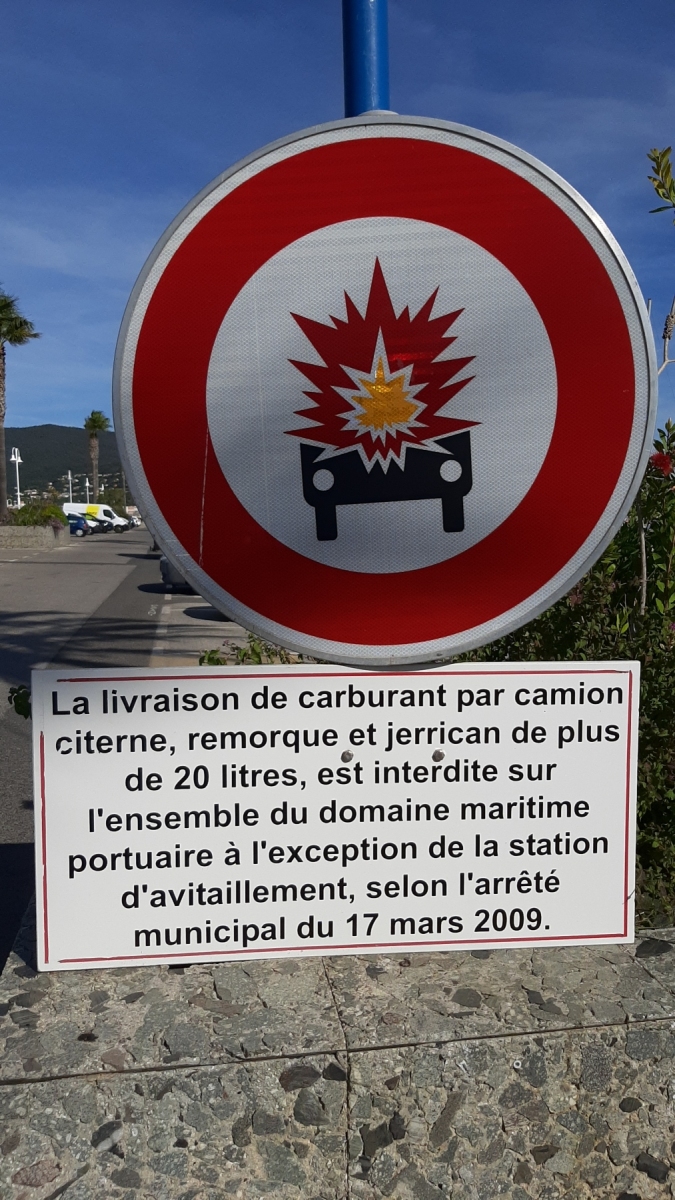 La livraison de carburant par camion
citerne, remorque et jerrican de plus
de 20 litres, est interdite sur
l'ensemble du domaine maritime
portuaire à l'exception de la station
d'avitaillement, selon l'arrêté
municipal du 17 mars 2009.